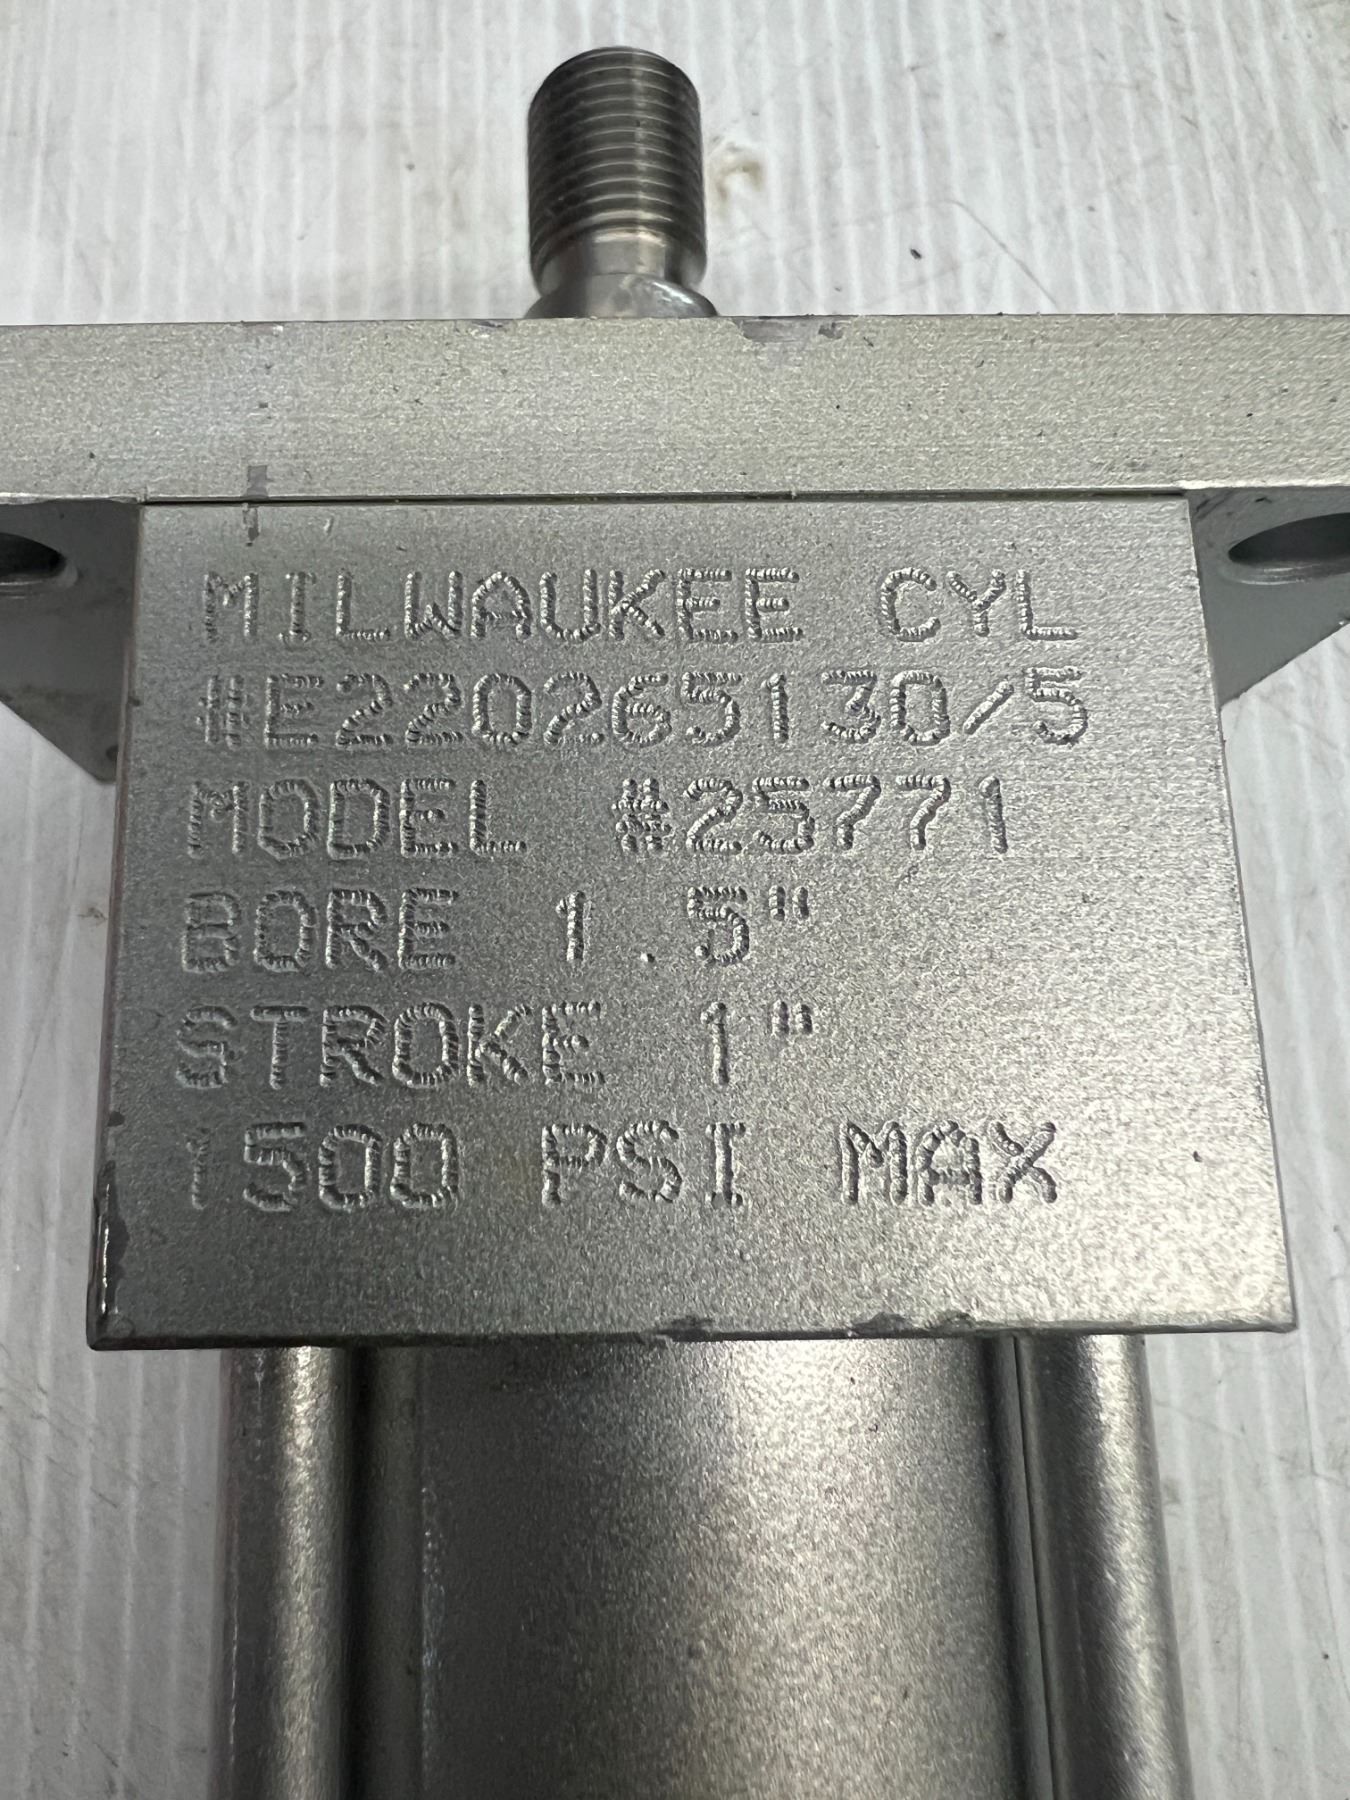 MILWAUKEE CYL
#E220265130/5
MODEL #25771
BORE 1.5"
STROKE 1"
1500 PSI MAX